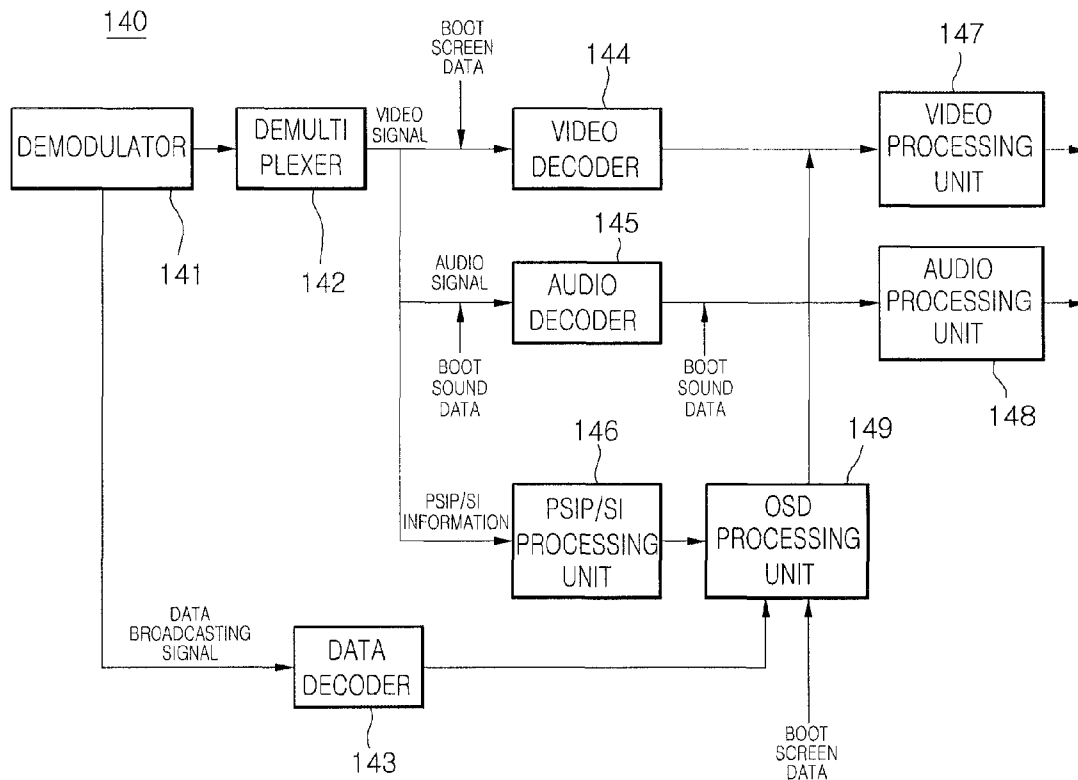 140
BOOT
SCREEN
DATA
144
147
DEMODULATOR
DEMULTI
PLEXER
VIDEO
SIGNAL
VIDEO
DECODER
VIDEO
PROCESSING
UNIT
141
142
145
AUDIO
SIGNAL
AUDIO
DECODER
AUDIO
PROCESSING
UNIT
BOOT
SOUND
DATA
BOOT
SOUND
DATA
148
146
149
PSIP/SI
INFORMATION
PSIP/SI
PROCESSING
UNIT
OSD
PROCESSING
UNIT
DATA
BROADCASTING
SIGNAL
DATA
DECODER
143
BOOT
SCREEN
DATA